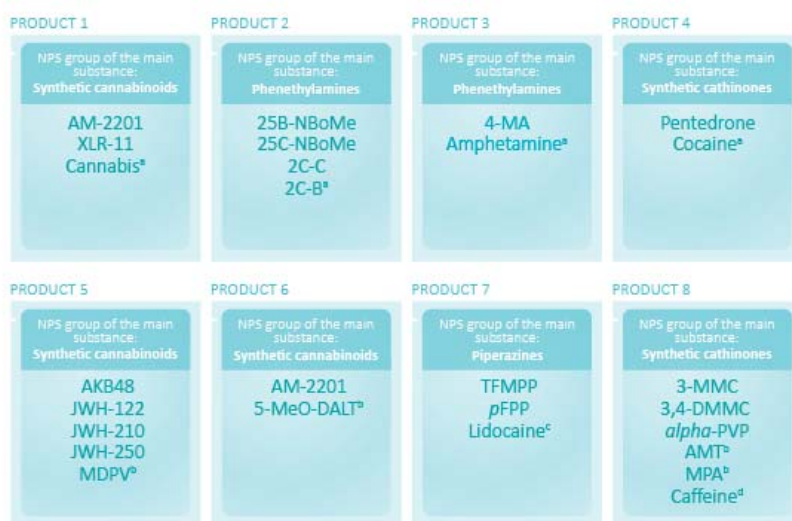 PRODUCT 1
NPS group of the main
substance:
Synthetic cannabinoids
AM-2201
XLR-11
Cannabisᵃ
PRODUCT 2
NPS group of the main
substance:
Phenethylamines
25B-NBoMe
25C-NBoMe
2C-C
2C-Bᵃ
PRODUCT 3
NPS group of the main
substance:
Phenethylamines
4-MA
Amphetamineᵃ
PRODUCT 4
NPS group of the main
substance:
Synthetic cathinones
Pentedrone
Cocaineᵃ
PRODUCT 5
NPS group of the main
substance:
Synthetic cannabinoids
AKB48
JWH-122
JWH-210
JWH-250
MDPVᵇ
PRODUCT 6
NPS group of the main
substance:
Synthetic cannabinoids
AM-2201
5-MeO-DALTᵇ
PRODUCT 7
NPS group of the main
substance:
Piperazines
TFMPP
pFPP
Lidocaineᶜ
PRODUCT 8
NPS group of the main
substance:
Synthetic cathinones
3-MMC
3,4-DMMC
alpha-PVP
AMTᵇ
MPAᵇ
Caffeineᵈ